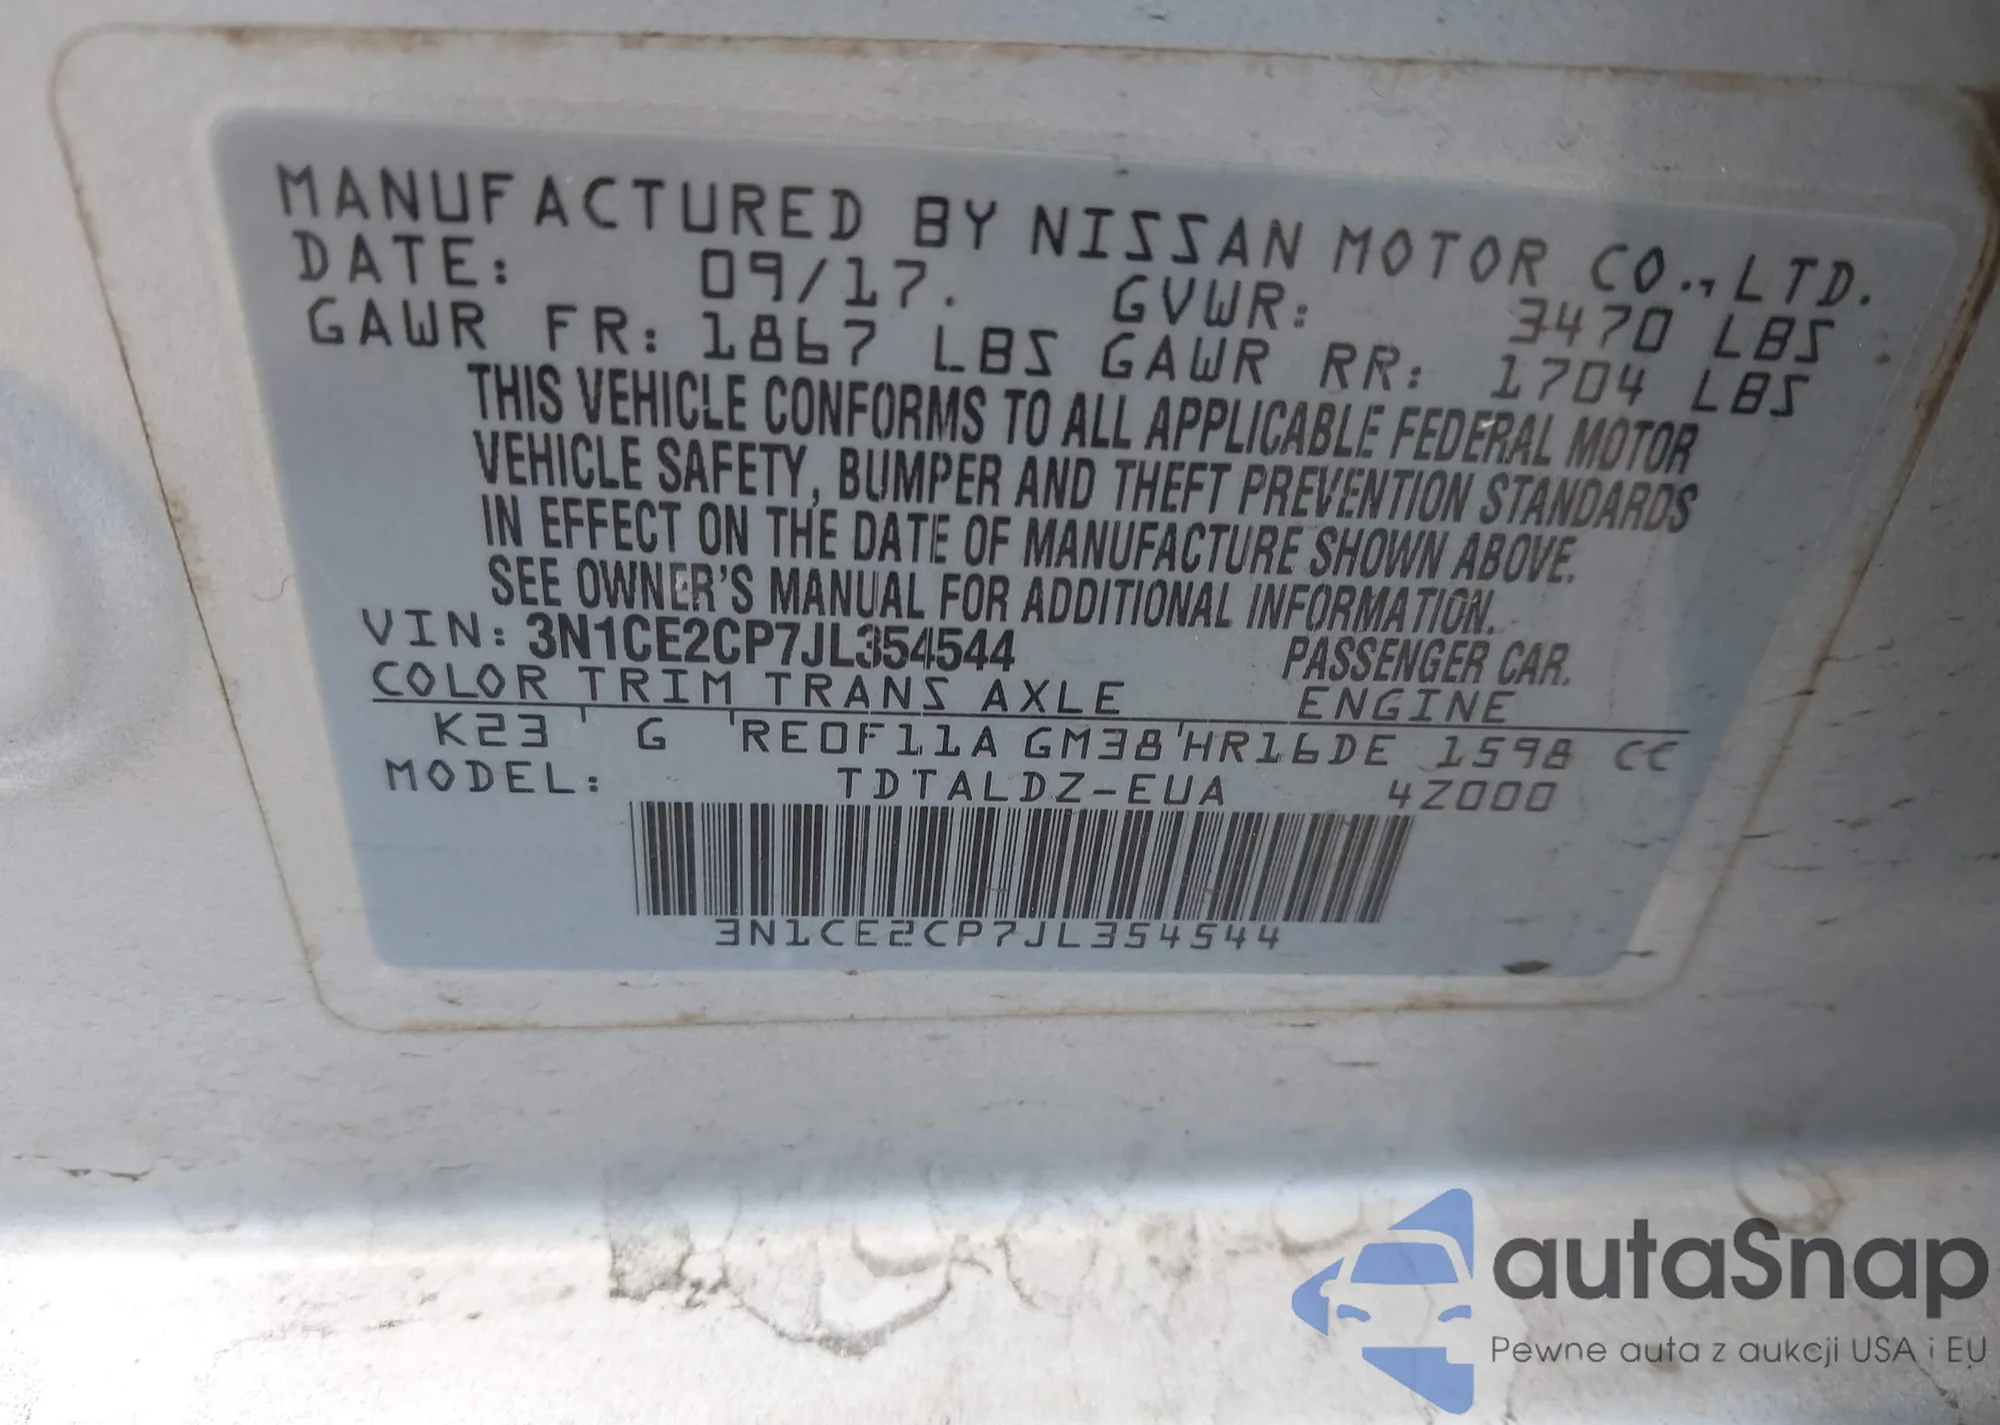 MANUFACTURED BY NISSAN MOTOR CO.,LTD.
DATE: 09/17. GVWR: 3470 LBS
GAWR FR: 1867 LBS GAWR RR: 1704 LBS
THIS VEHICLE CONFORMS TO ALL APPLICABLE FEDERAL MOTOR
VEHICLE SAFETY, BUMPER AND THEFT PREVENTION STANDARDS
IN EFFECT ON THE DATE OF MANUFACTURE SHOWN ABOVE.
SEE OWNER'S MANUAL FOR ADDITIONAL INFORMATION.
VIN: 3N1CE2CP7JL354544 PASSENGER CAR.
COLOR TRIM TRANS AXLE ENGINE
K23 G RE0F11A GM38 HR16DE 1598 CC
MODEL: TDTALDZ-EUA 4Z000
3N1CE2CP7JL354544
autaSnap
Pewne auta z aukcji USA i EU